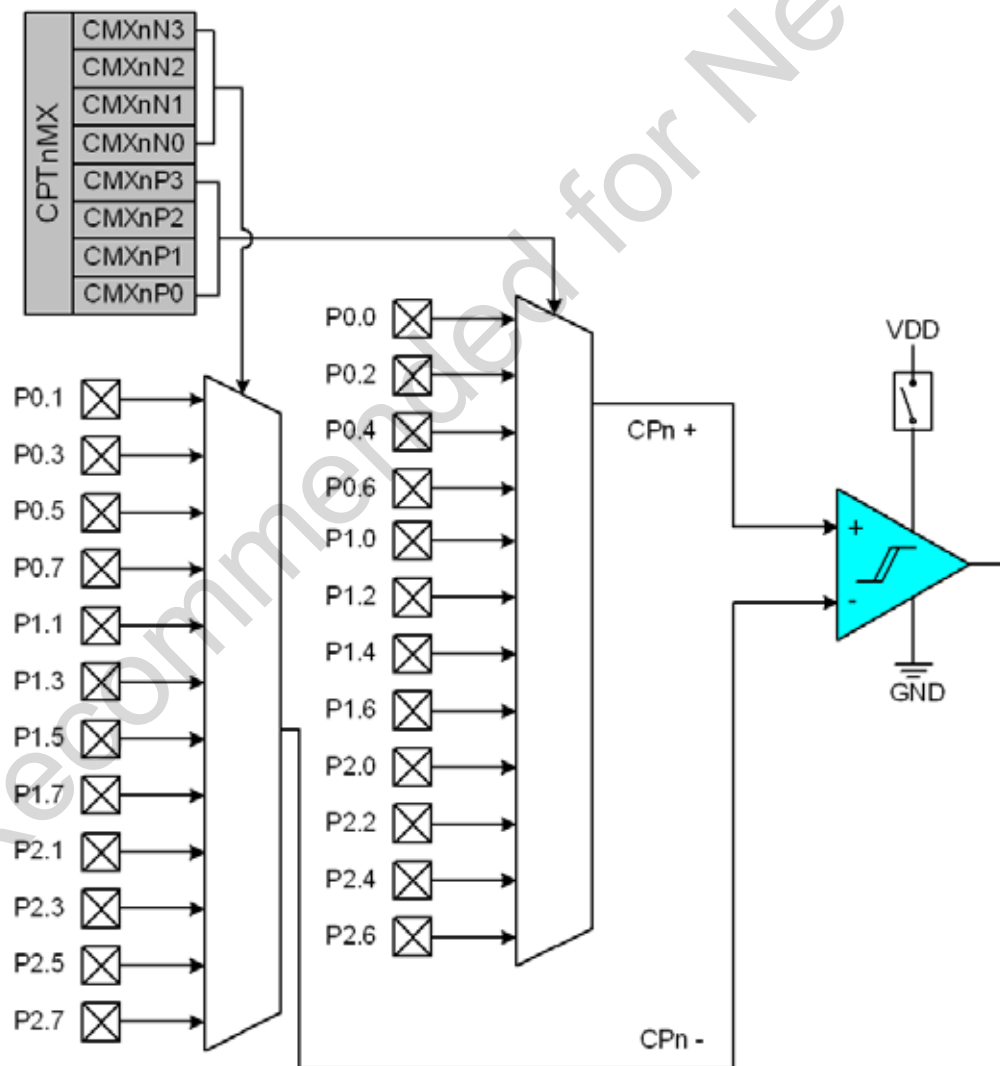 CPTnMX
CMXnN3
CMXnN2
CMXnN1
CMXnN0
CMXnP3
CMXnP2
CMXnP1
CMXnP0
P0.1
P0.3
P0.5
P0.7
P1.1
P1.3
P1.5
P1.7
P2.1
P2.3
P2.5
P2.7
P0.0
P0.2
P0.4
P0.6
P1.0
P1.2
P1.4
P1.6
P2.0
P2.2
P2.4
P2.6
CPn +
CPn -
VDD
+
-
GND
Recommended for Ne